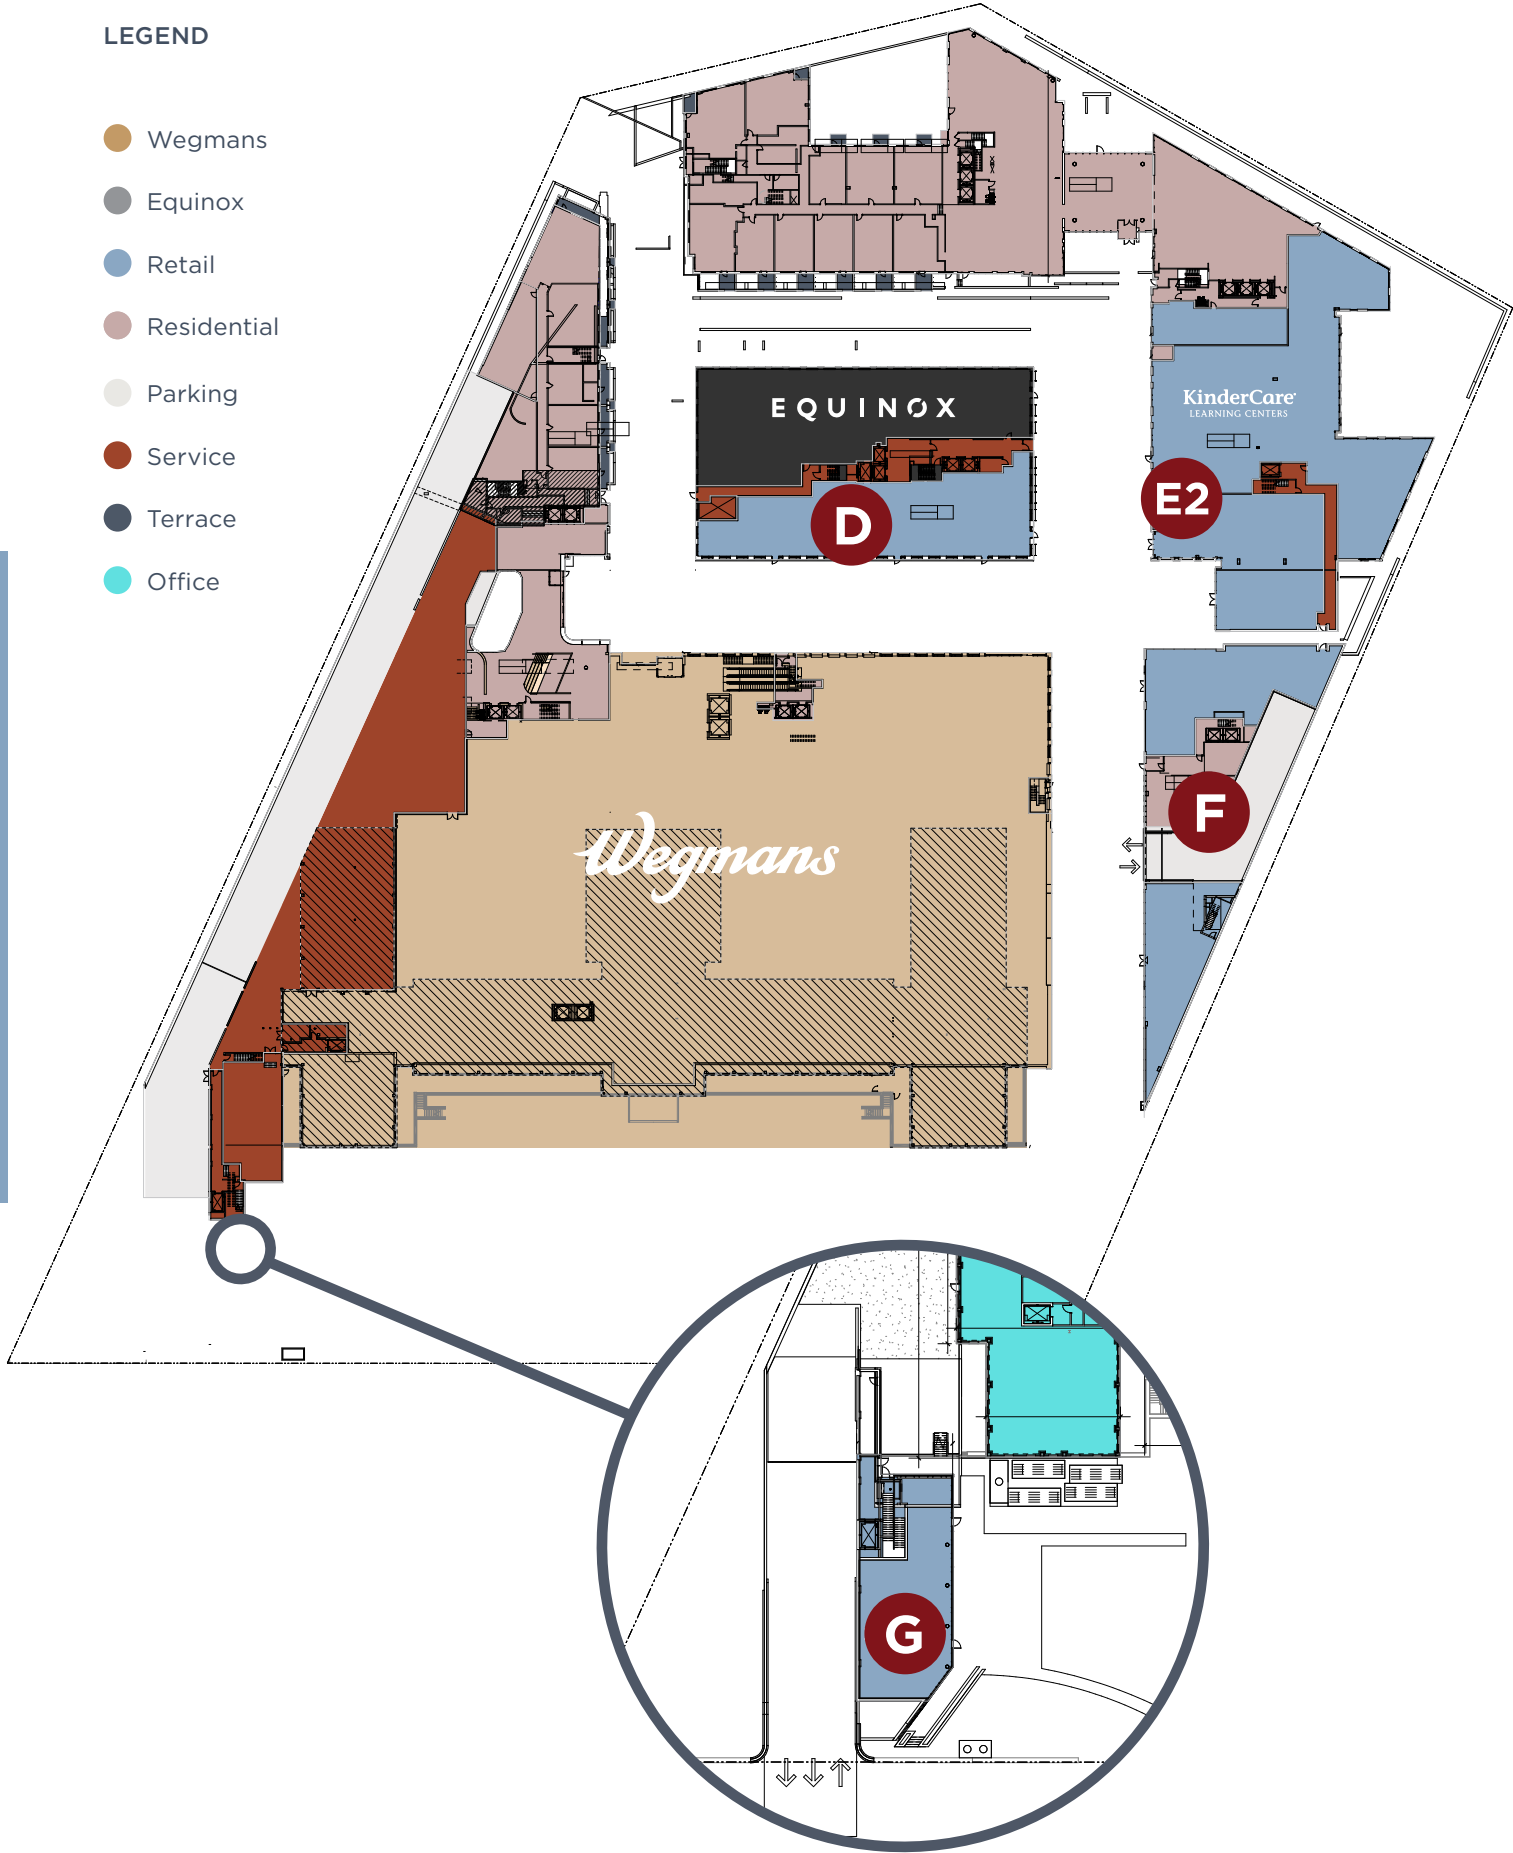 LEGEND
Wegmans
Equinox
Retail
Residential
Parking
Service
Terrace
Office
EQUINOX
KinderCare
LEARNING CENTERS
D
E2
Wegmans
F
G